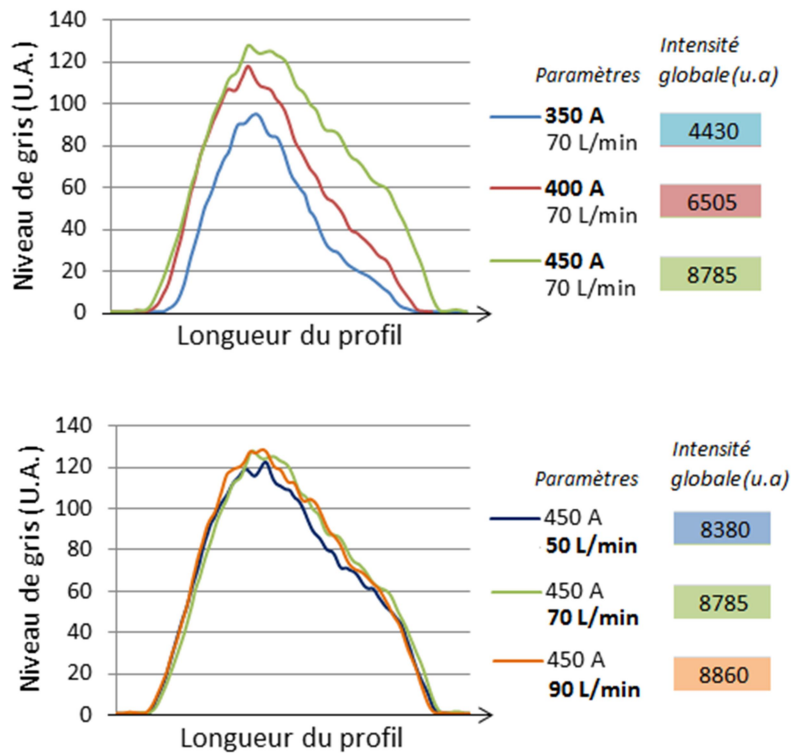 Niveau de gris (U.A.)
140
120
100
80
60
40
20
0
Longueur du profil
Paramètres
Intensité
globale(u.a)
350 A
70 L/min
4430
400 A
70 L/min
6505
450 A
70 L/min
8785
Niveau de gris (U.A.)
140
120
100
80
60
40
20
0
Longueur du profil
Paramètres
Intensité
globale(u.a)
450 A
50 L/min
8380
450 A
70 L/min
8785
450 A
90 L/min
8860